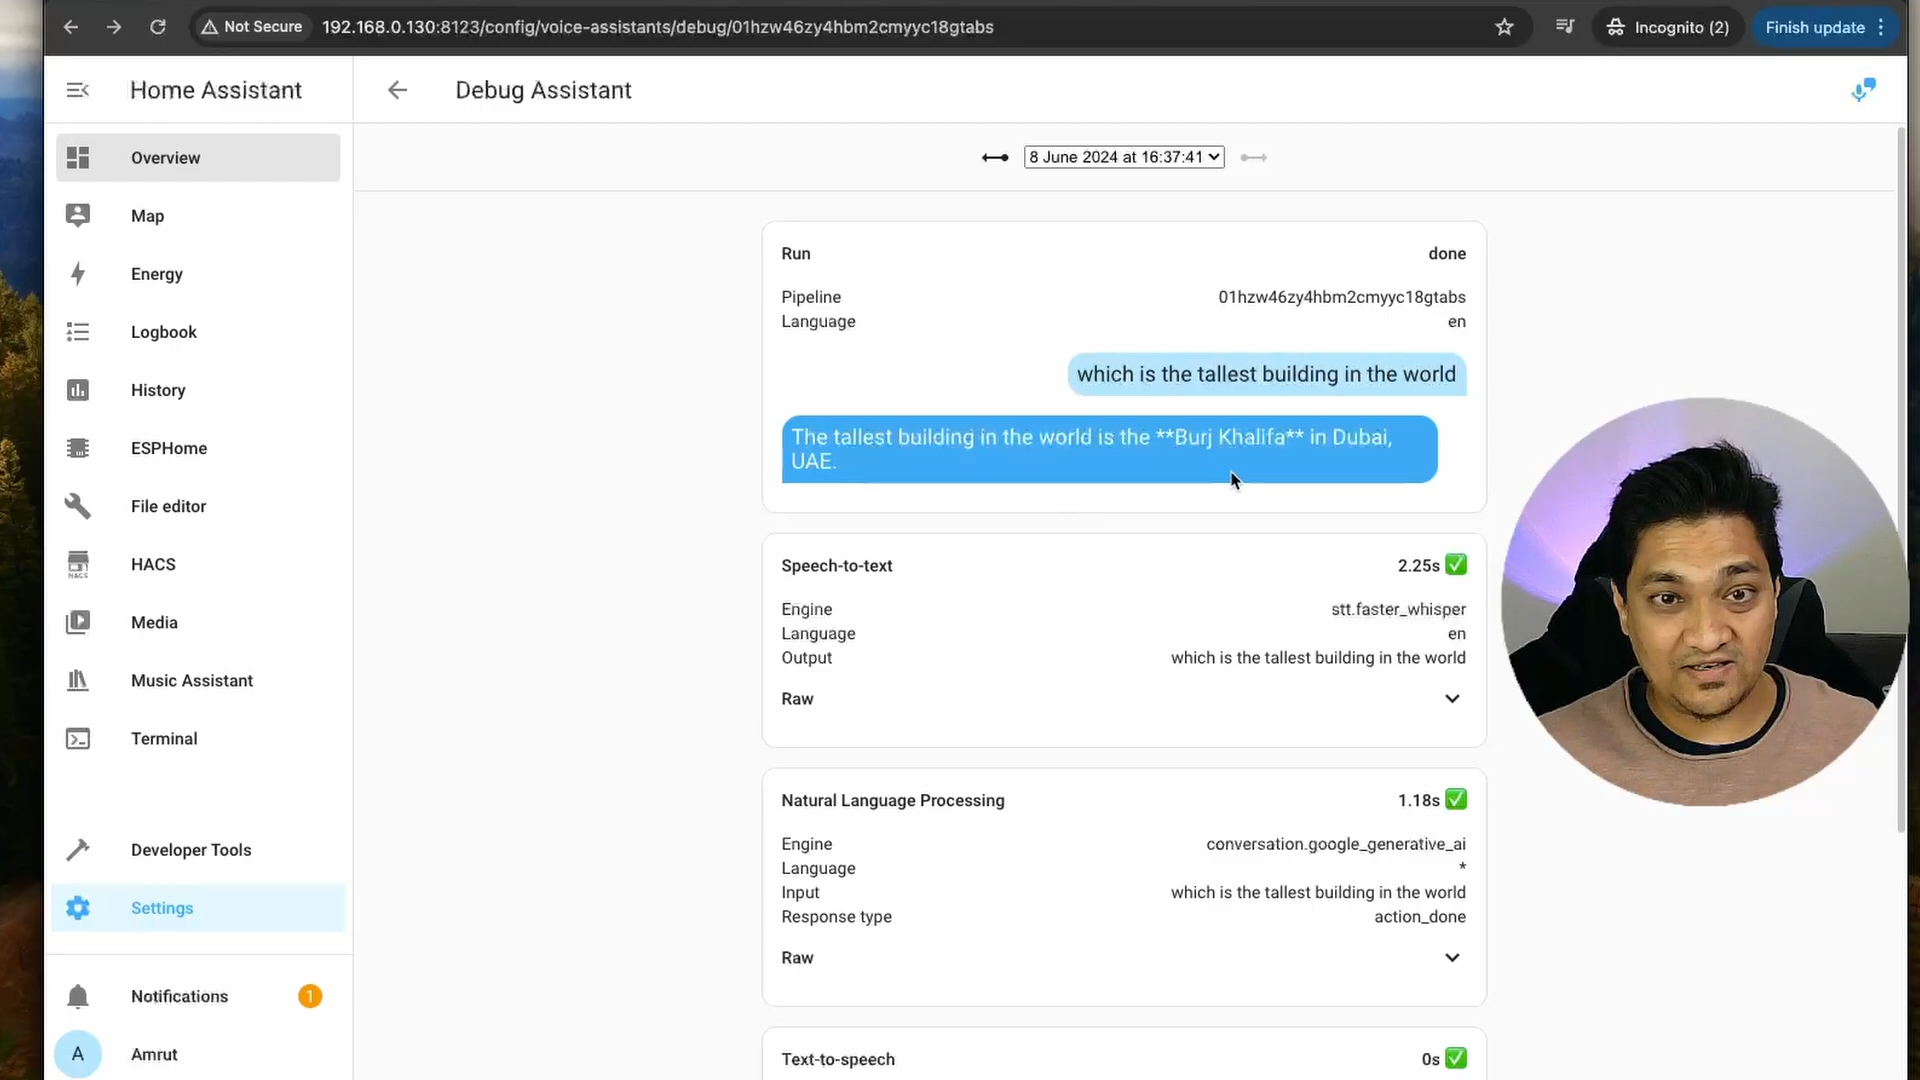 Not Secure 192.168.0.130:8123/config/voice-assistants/debug/01hzw46zy4hbm2cmyyc18gtabs Incognito (2) Finish update
Home Assistant
Debug Assistant
Overview
Map
Energy
Logbook
History
ESPHome
File editor
HACS
HACS
Media
Music Assistant
Terminal
Developer Tools
Settings
Notifications 1
A Amrut
8 June 2024 at 16:37:41
Run done
Pipeline 01hzw46zy4hbm2cmyyc18gtabs
Language en
which is the tallest building in the world
The tallest building in the world is the **Burj Khalifa** in Dubai,
UAE.
Speech-to-text 2.25s
Engine stt.faster_whisper
Language en
Output which is the tallest building in the world
Raw
Natural Language Processing 1.18s
Engine conversation.google_generative_ai
Language *
Input which is the tallest building in the world
Response type action_done
Raw
Text-to-speech 0s